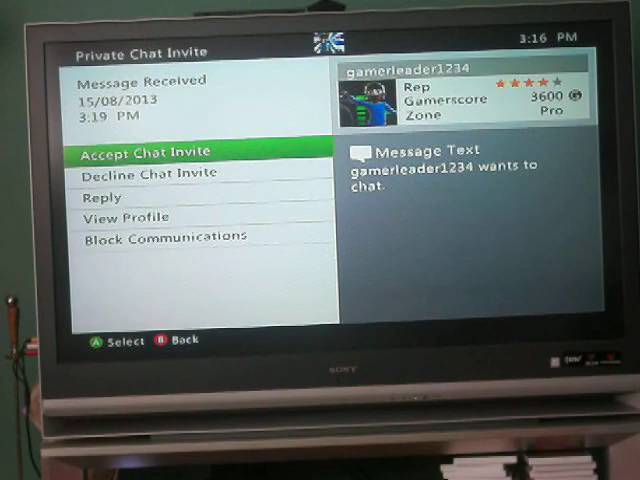 Private Chat Invite
3:16 PM
Message Received
15/08/2013
3:19 PM
Accept Chat Invite
Decline Chat Invite
Reply
View Profile
Block Communications
gamerleader1234
Rep
Gamerscore 3600 G
Zone Pro
Message Text
gamerleader1234 wants to
chat.
A Select B Back
SONY